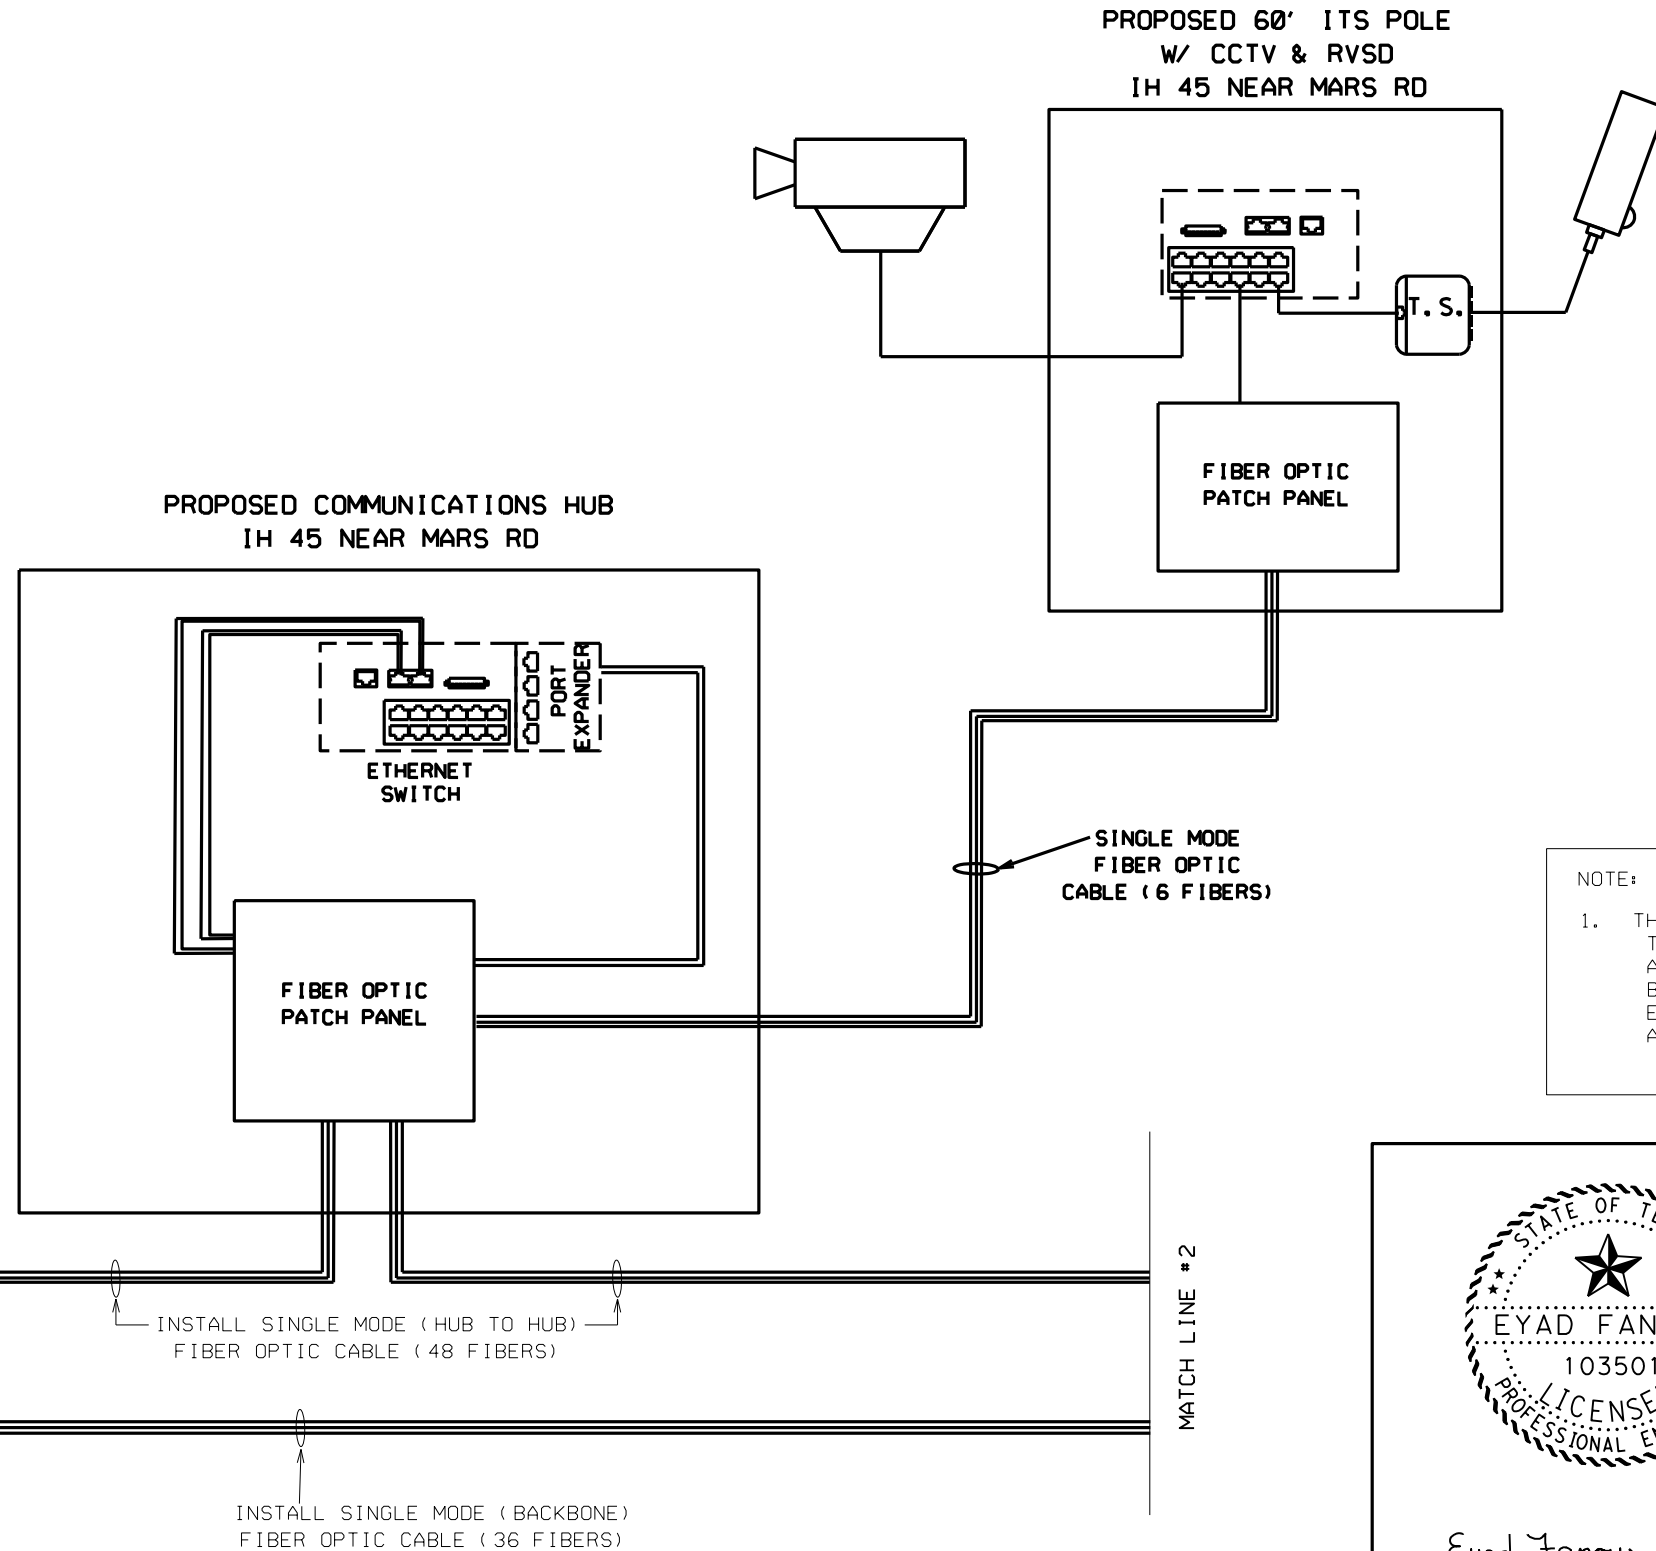 PROPOSED 60' ITS POLE
W/ CCTV & RVSD
IH 45 NEAR MARS RD
T.S.
FIBER OPTIC
PATCH PANEL
PROPOSED COMMUNICATIONS HUB
IH 45 NEAR MARS RD
PORT
EXPANDER
ETHERNET
SWITCH
SINGLE MODE
FIBER OPTIC
CABLE (6 FIBERS)
FIBER OPTIC
PATCH PANEL
NOTE:
1.
MATCH LINE #2
INSTALL SINGLE MODE (HUB TO HUB)
FIBER OPTIC CABLE (48 FIBERS)
INSTALL SINGLE MODE (BACKBONE)
FIBER OPTIC CABLE (36 FIBERS)
STATE OF
EYAD
103501
PROFESSIONAL
Eyad